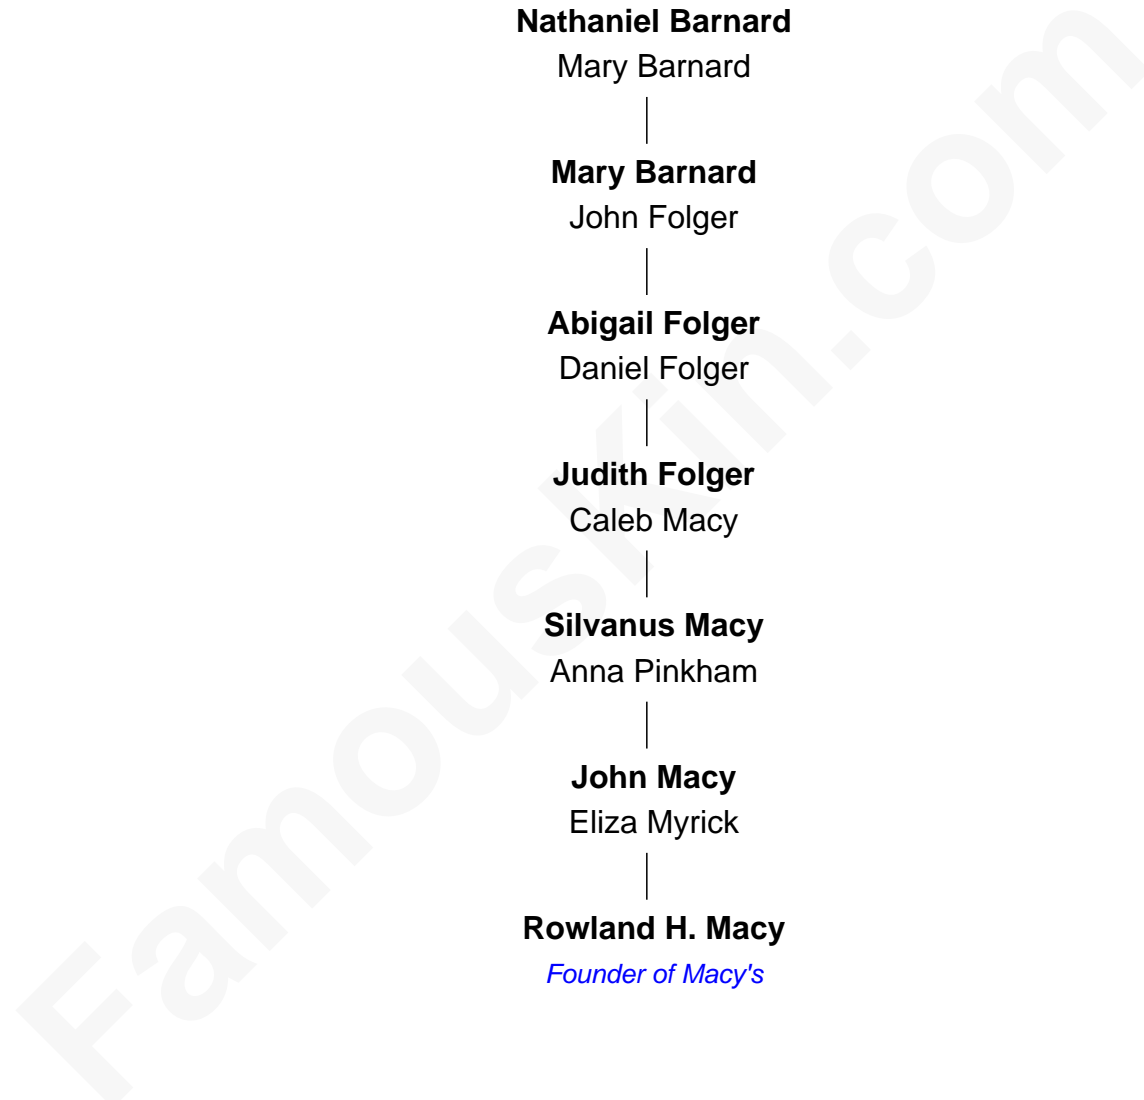 Nathaniel Barnard
Mary Barnard
Mary Barnard
John Folger
Abigail Folger
Daniel Folger
Judith Folger
Caleb Macy
Silvanus Macy
Anna Pinkham
John Macy
Eliza Myrick
Rowland H. Macy
Founder of Macy's
FamousKin.com